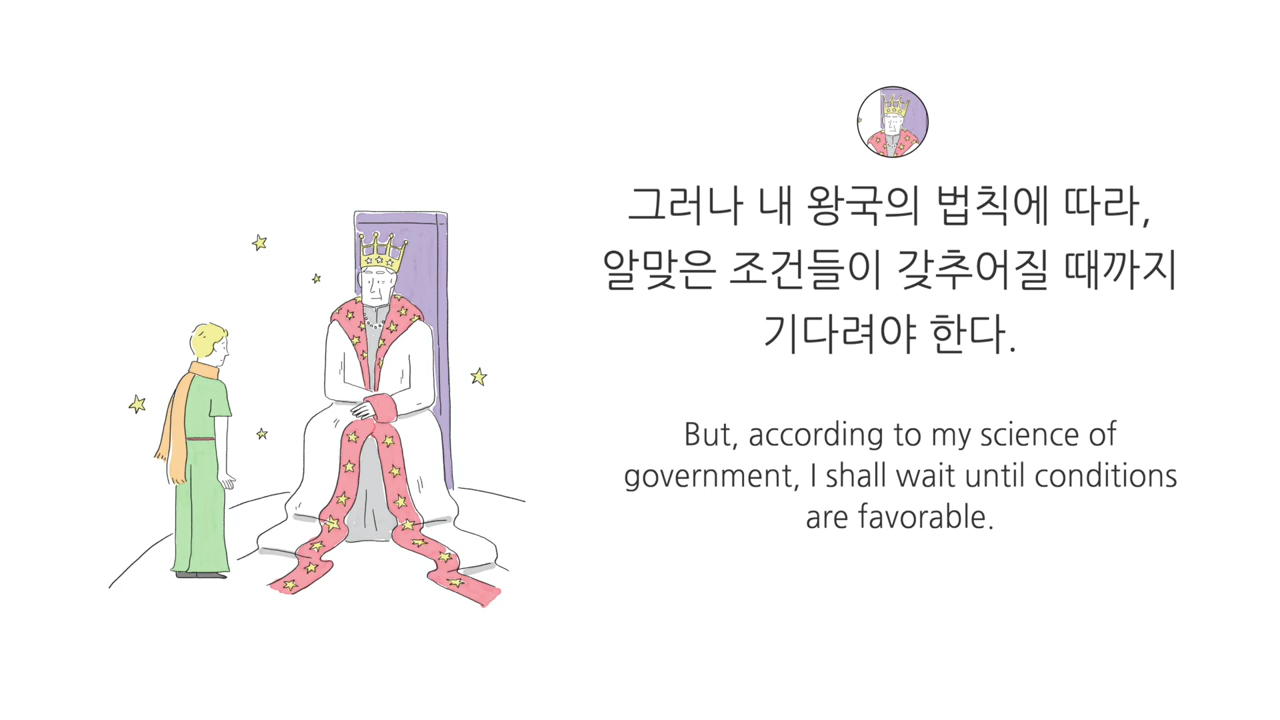 그러나 내 왕국의 법칙에 따라,
알맞은 조건들이 갖추어질 때까지
기다려야 한다.
But, according to my science of
government, I shall wait until conditions
are favorable.